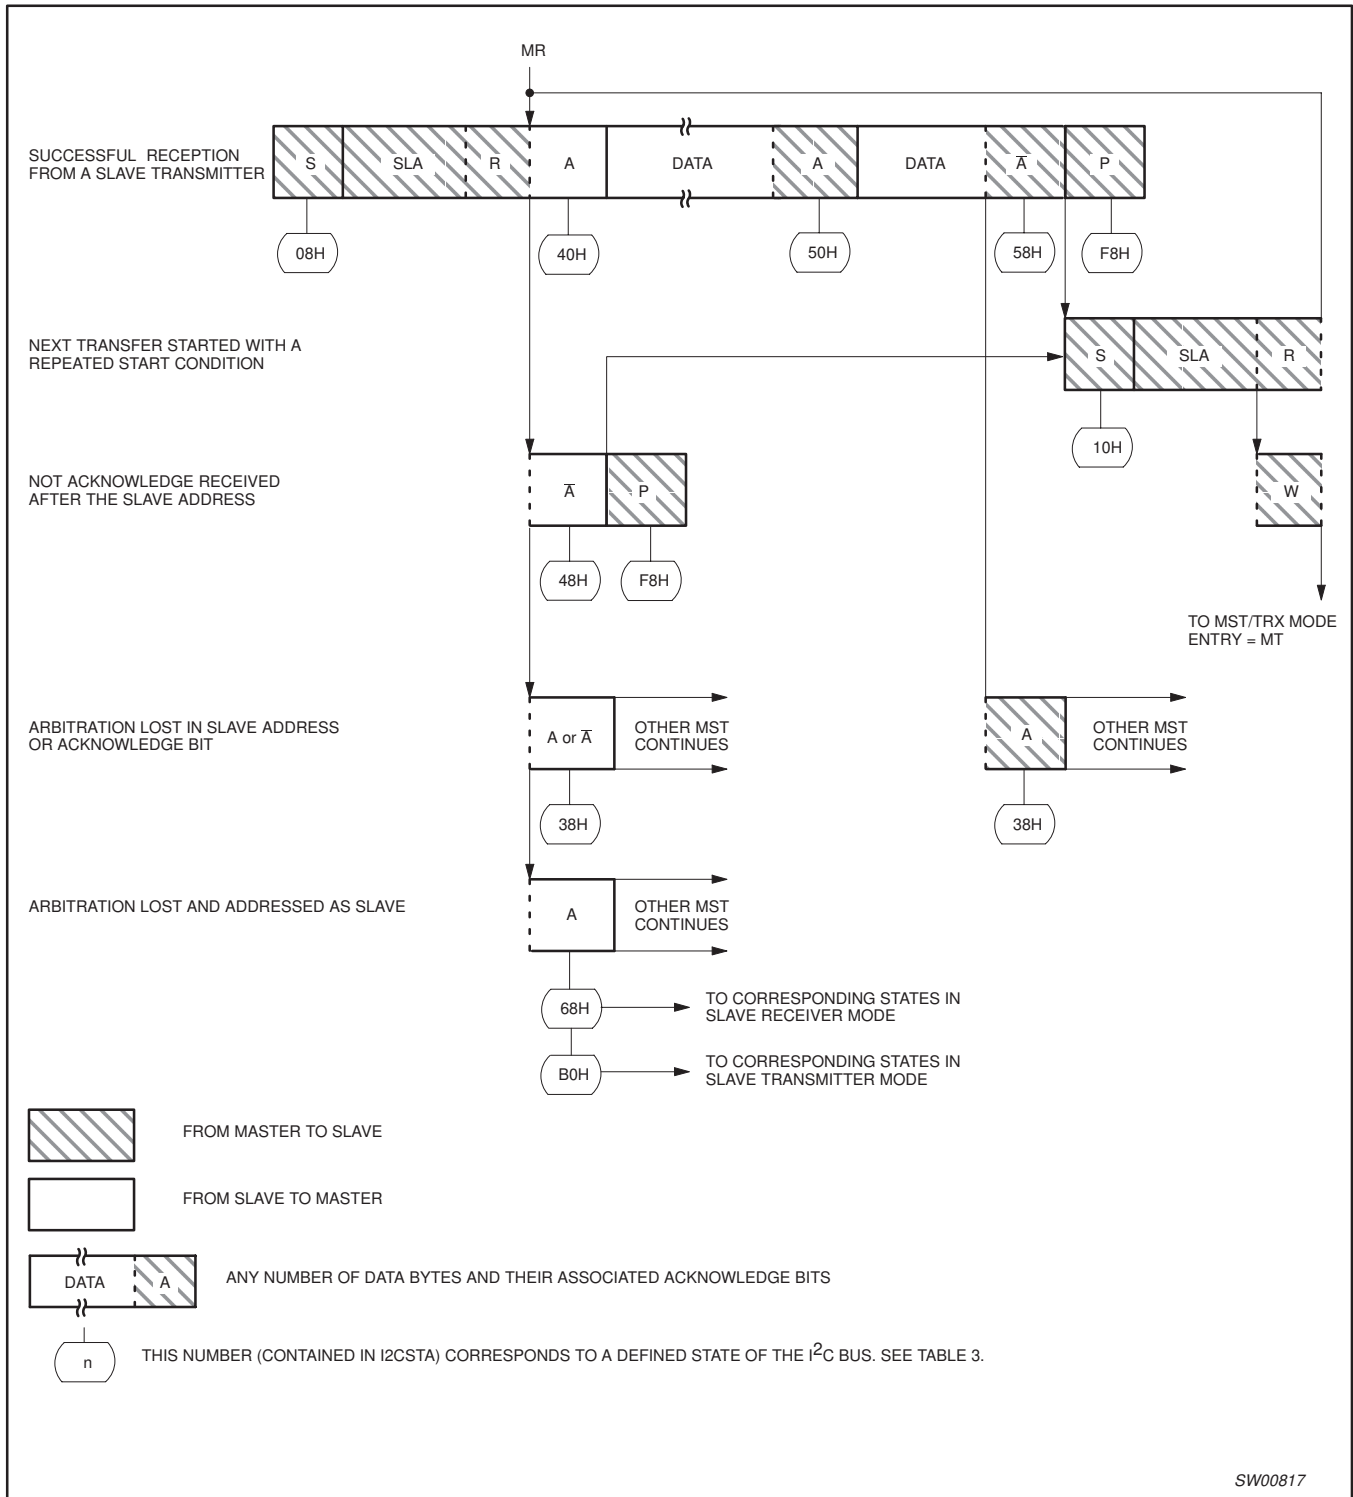 MR
SUCCESSFUL RECEPTION
FROM A SLAVE TRANSMITTER
S SLA R A DATA A DATA A̅ P
08H 40H 50H 58H F8H
NEXT TRANSFER STARTED WITH A
REPEATED START CONDITION
S SLA R
10H
NOT ACKNOWLEDGE RECEIVED
AFTER THE SLAVE ADDRESS
A̅ P
W
48H F8H
TO MST/TRX MODE
ENTRY = MT
ARBITRATION LOST IN SLAVE ADDRESS
OR ACKNOWLEDGE BIT
A or A̅
OTHER MST
CONTINUES
A
OTHER MST
CONTINUES
38H 38H
ARBITRATION LOST AND ADDRESSED AS SLAVE
A
OTHER MST
CONTINUES
68H
TO CORRESPONDING STATES IN
SLAVE RECEIVER MODE
B0H
TO CORRESPONDING STATES IN
SLAVE TRANSMITTER MODE
FROM MASTER TO SLAVE
FROM SLAVE TO MASTER
DATA A ANY NUMBER OF DATA BYTES AND THEIR ASSOCIATED ACKNOWLEDGE BITS
n THIS NUMBER (CONTAINED IN I2CSTA) CORRESPONDS TO A DEFINED STATE OF THE I²C BUS. SEE TABLE 3.
SW00817